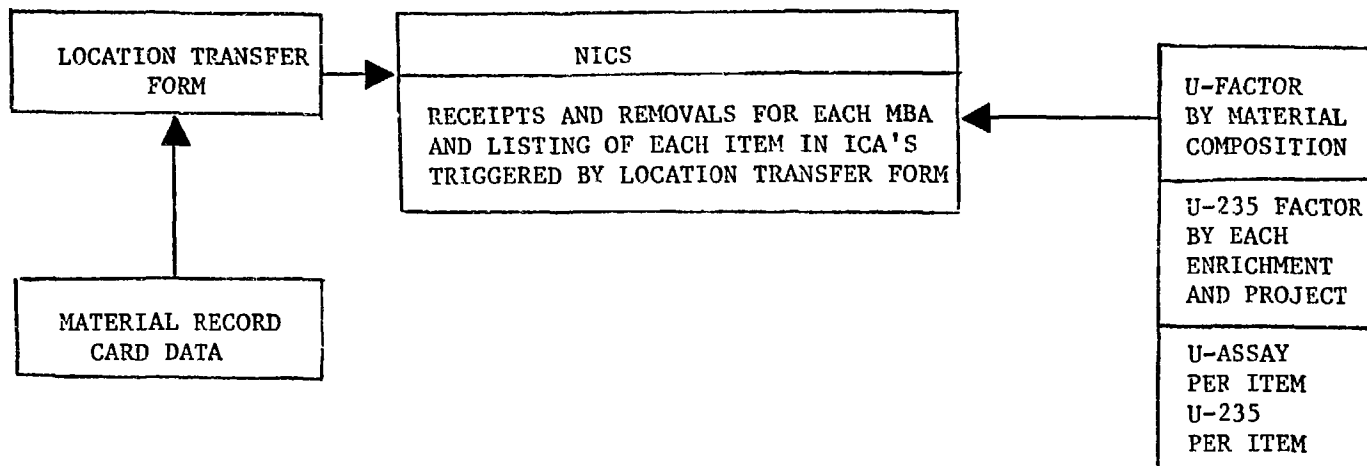 LOCATION TRANSFER
FORM
MATERIAL RECORD
CARD DATA
NICS
RECEIPTS AND REMOVALS FOR EACH MBA
AND LISTING OF EACH ITEM IN ICA'S
TRIGGERED BY LOCATION TRANSFER FORM
U-FACTOR
BY MATERIAL
COMPOSITION
U-235 FACTOR
BY EACH
ENRICHMENT
AND PROJECT
U-ASSAY
PER ITEM
U-235
PER ITEM